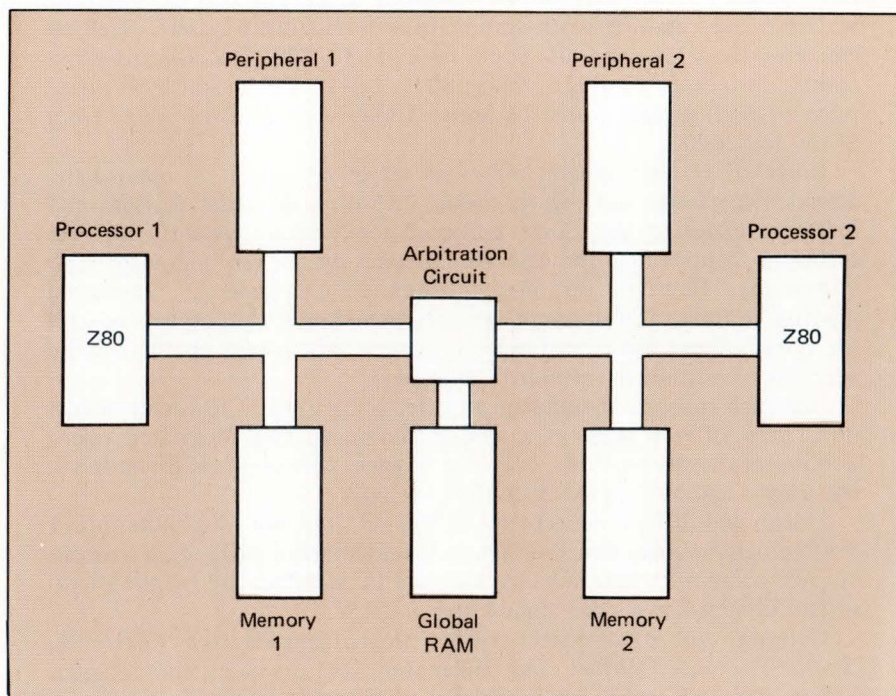 Peripheral 1
Peripheral 2
Processor 1
Arbitration
Circuit
Processor 2
Z80
Z80
Memory
1
Global
RAM
Memory
2